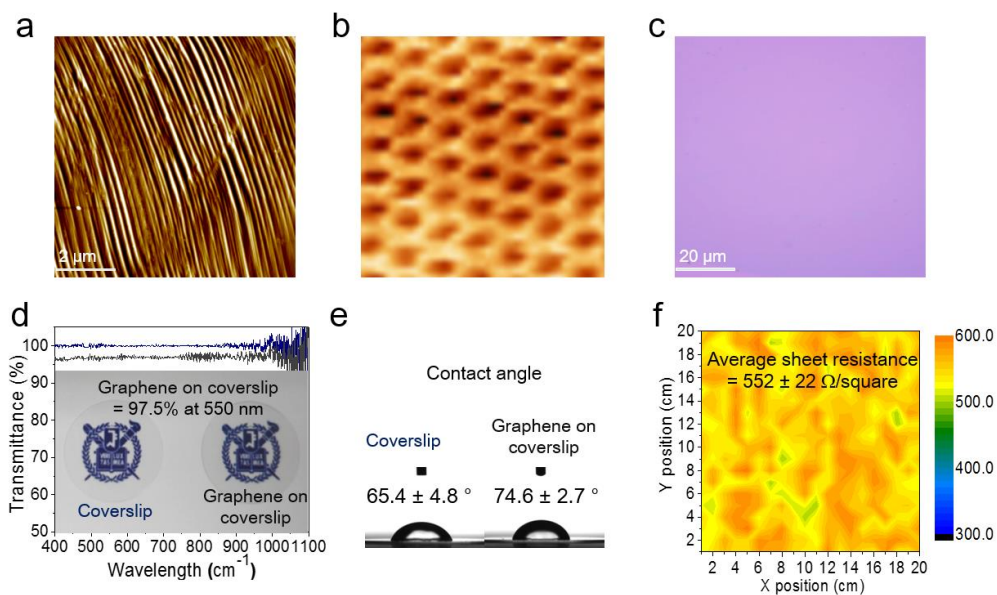 a
b
c
2 µm
20 µm
d
Transmittance (%)
100
90
80
70
60
50
Graphene on coverslip
= 97.5% at 550 nm
Coverslip
Graphene on
coverslip
400 500 600 700 800 900 1000 1100
Wavelength (cm⁻¹)
e
Contact angle
Coverslip
Graphene on
coverslip
65.4 ± 4.8 °
74.6 ± 2.7 °
f
Y position (cm)
20
18
16
14
12
10
8
6
4
2
Average sheet resistance
= 552 ± 22 Ω/square
2 4 6 8 10 12 14 16 18 20
X position (cm)
600.0
500.0
400.0
300.0